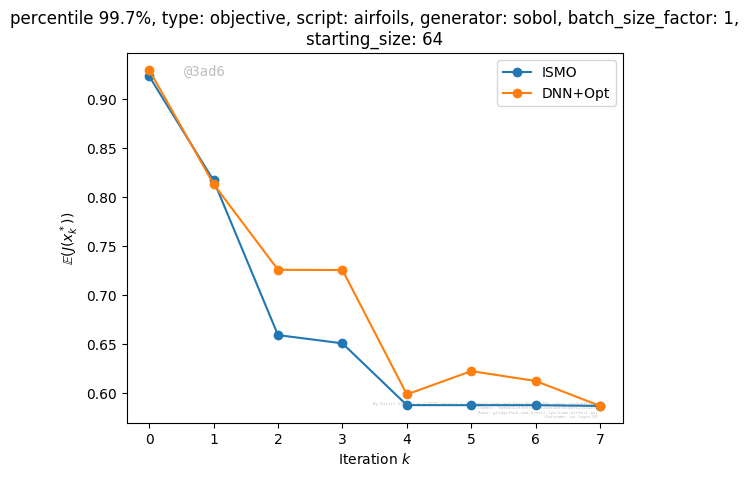 percentile 99.7%, type: objective, script: airfoils, generator: sobol, batch_size_factor: 1,
starting_size: 64
@3ad6
ISMO
DNN+Opt
0.90
0.85
0.80
0.75
0.70
0.65
0.60
𝔼(J(x*ₖ))
0 1 2 3 4 5 6 7
Iteration k